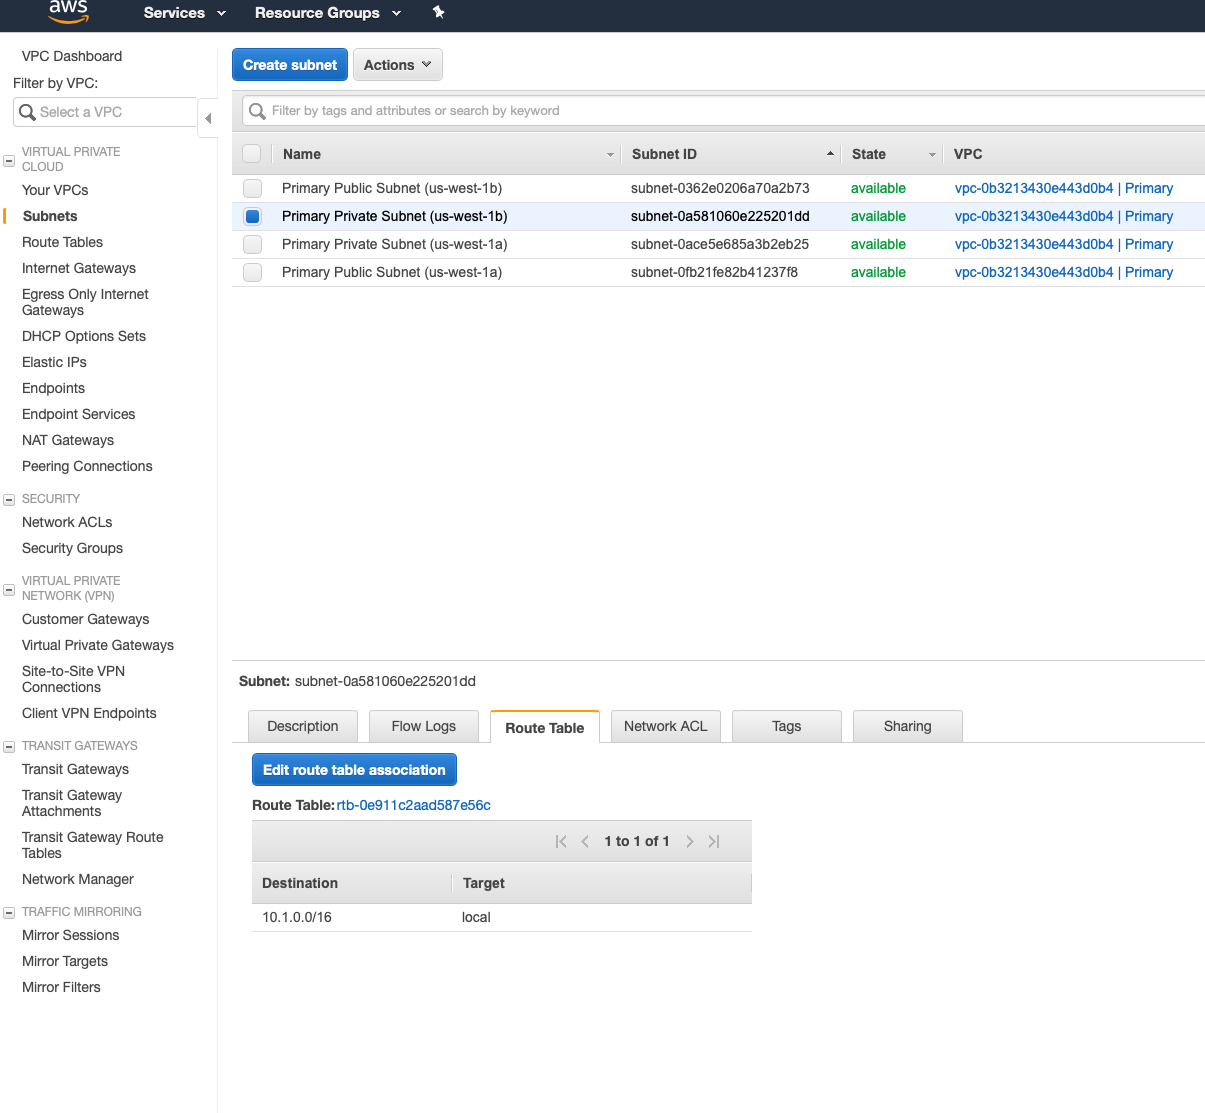 aws
Services
Resource Groups
VPC Dashboard
Filter by VPC:
Select a VPC
VIRTUAL PRIVATE
CLOUD
Your VPCs
Subnets
Route Tables
Internet Gateways
Egress Only Internet
Gateways
DHCP Options Sets
Elastic IPs
Endpoints
Endpoint Services
NAT Gateways
Peering Connections
SECURITY
Network ACLs
Security Groups
VIRTUAL PRIVATE
NETWORK (VPN)
Customer Gateways
Virtual Private Gateways
Site-to-Site VPN
Connections
Client VPN Endpoints
TRANSIT GATEWAYS
Transit Gateways
Transit Gateway
Attachments
Transit Gateway Route
Tables
Network Manager
TRAFFIC MIRRORING
Mirror Sessions
Mirror Targets
Mirror Filters
Create subnet
Actions
Filter by tags and attributes or search by keyword
Name Subnet ID State VPC
Primary Public Subnet (us-west-1b) subnet-0362e0206a70a2b73 available vpc-0b3213430e443d0b4 | Primary
Primary Private Subnet (us-west-1b) subnet-0a581060e225201dd available vpc-0b3213430e443d0b4 | Primary
Primary Private Subnet (us-west-1a) subnet-0ace5e685a3b2eb25 available vpc-0b3213430e443d0b4 | Primary
Primary Public Subnet (us-west-1a) subnet-0fb21fe82b41237f8 available vpc-0b3213430e443d0b4 | Primary
Subnet: subnet-0a581060e225201dd
Description Flow Logs Route Table Network ACL Tags Sharing
Edit route table association
Route Table: rtb-0e911c2aad587e56c
1 to 1 of 1
Destination Target
10.1.0.0/16 local